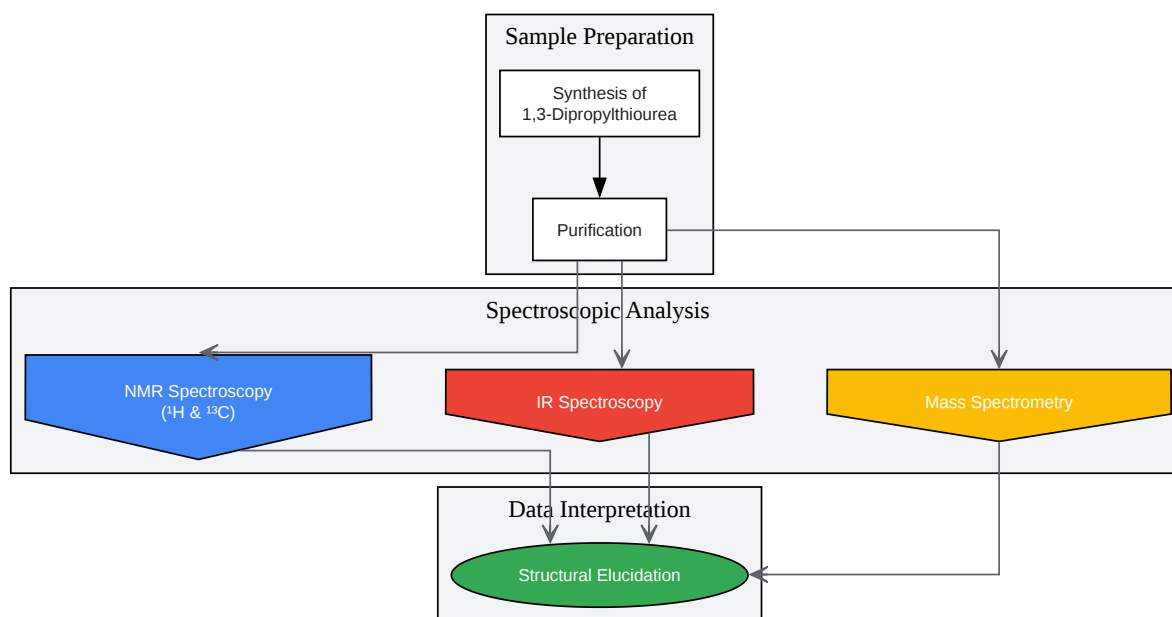 Sample Preparation
Synthesis of
1,3-Dipropylthiourea
Purification
Spectroscopic Analysis
NMR Spectroscopy
(¹H & ¹³C)
IR Spectroscopy
Mass Spectrometry
Data Interpretation
Structural Elucidation